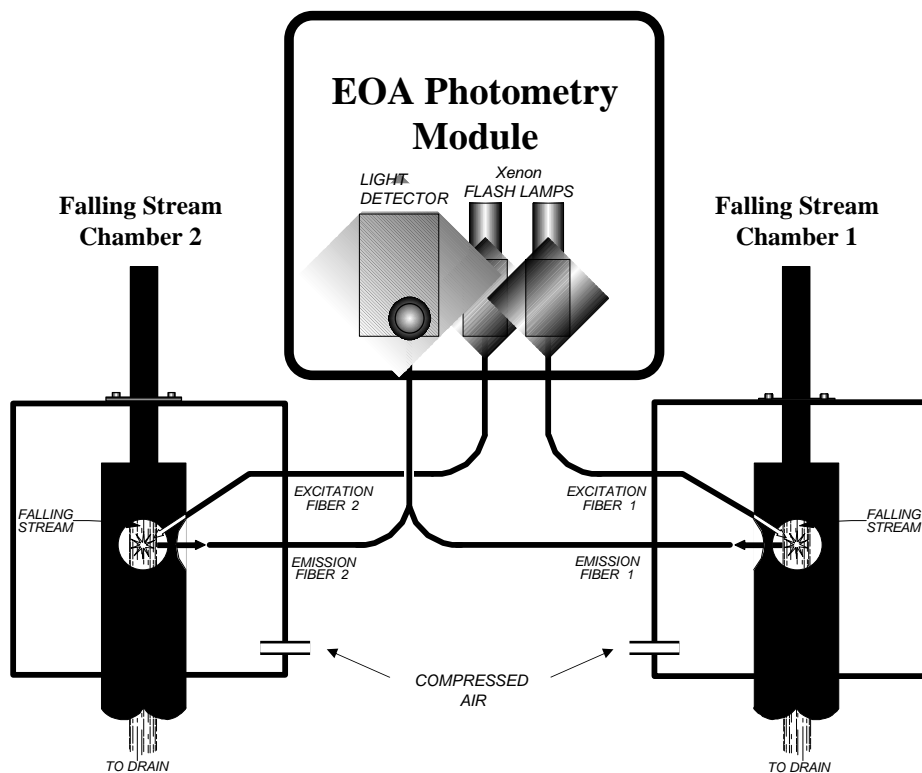 EOA Photometry
Module
LIGHT
DETECTOR
Xenon
FLASH LAMPS
Falling Stream
Chamber 2
Falling Stream
Chamber 1
EXCITATION
FIBER 2
EXCITATION
FIBER 1
FALLING
STREAM
FALLING
STREAM
EMISSION
FIBER 2
EMISSION
FIBER 1
COMPRESSED
AIR
TO DRAIN
TO DRAIN